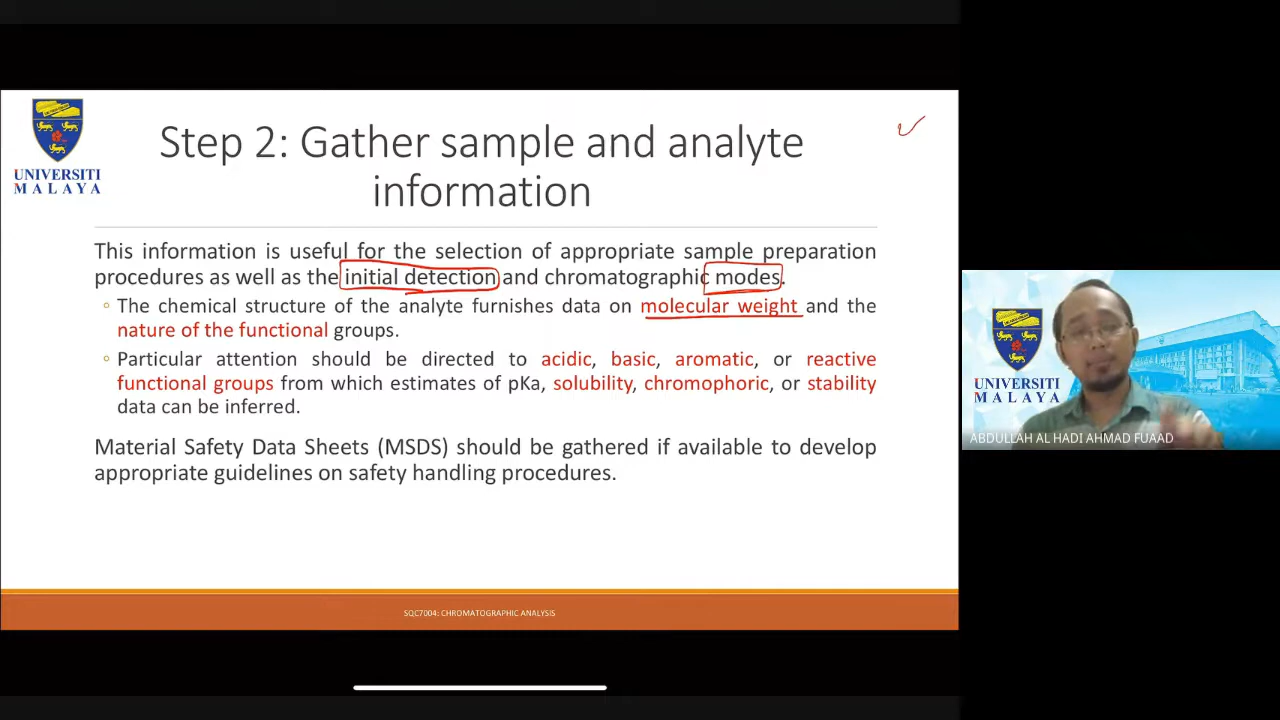 UNIVERSITI
MALAYA
Step 2: Gather sample and analyte
information
This information is useful for the selection of appropriate sample preparation
procedures as well as the initial detection and chromatographic modes.
◦ The chemical structure of the analyte furnishes data on molecular weight and the
nature of the functional groups.
◦ Particular attention should be directed to acidic, basic, aromatic, or reactive
functional groups from which estimates of pKa, solubility, chromophoric, or stability
data can be inferred.
Material Safety Data Sheets (MSDS) should be gathered if available to develop
appropriate guidelines on safety handling procedures.
SQC7004: CHROMATOGRAPHIC ANALYSIS
UNIVERSITI
MALAYA
ABDULLAH AL HADI AHMAD FUAAD